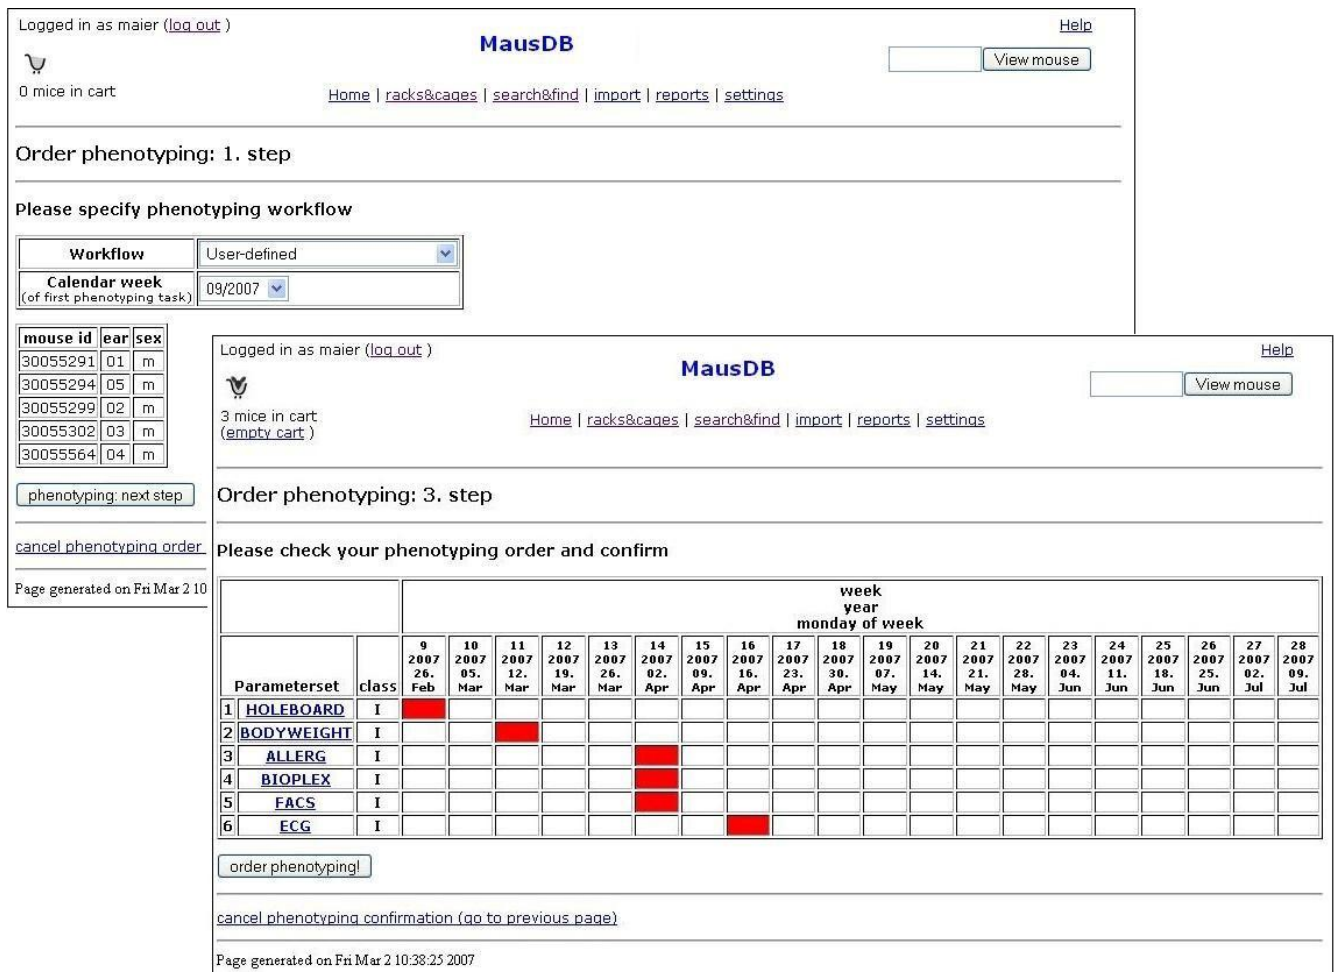 Logged in as maier (log out )
Help
MausDB
View mouse
0 mice in cart
Home | racks&cages | search&find | import | reports | settings
Order phenotyping: 1. step
Please specify phenotyping workflow
Workflow User-defined
Calendar week
(of first phenotyping task) 09/2007
mouse id ear sex
30055291 01 m
30055294 05 m
30055299 02 m
30055302 03 m
30055564 04 m
phenotyping: next step
cancel phenotyping order
Page generated on Fri Mar 2 10
Logged in as maier (log out )
Help
MausDB
View mouse
3 mice in cart
(empty cart )
Home | racks&cages | search&find | import | reports | settings
Order phenotyping: 3. step
Please check your phenotyping order and confirm
week
year
monday of week
9 10 11 12 13 14 15 16 17 18 19 20 21 22 23 24 25 26 27 28
2007 2007 2007 2007 2007 2007 2007 2007 2007 2007 2007 2007 2007 2007 2007 2007 2007 2007 2007 2007
26. 05. 12. 19. 26. 02. 09. 16. 23. 30. 07. 14. 21. 28. 04. 11. 18. 25. 02. 09.
Parameterset class Feb Mar Mar Mar Mar Apr Apr Apr Apr Apr May May May May Jun Jun Jun Jun Jul Jul
1 HOLEBOARD I
2 BODYWEIGHT I
3 ALLERG I
4 BIOPLEX I
5 FACS I
6 ECG I
order phenotyping!
cancel phenotyping confirmation (go to previous page)
Page generated on Fri Mar 2 10:38:25 2007